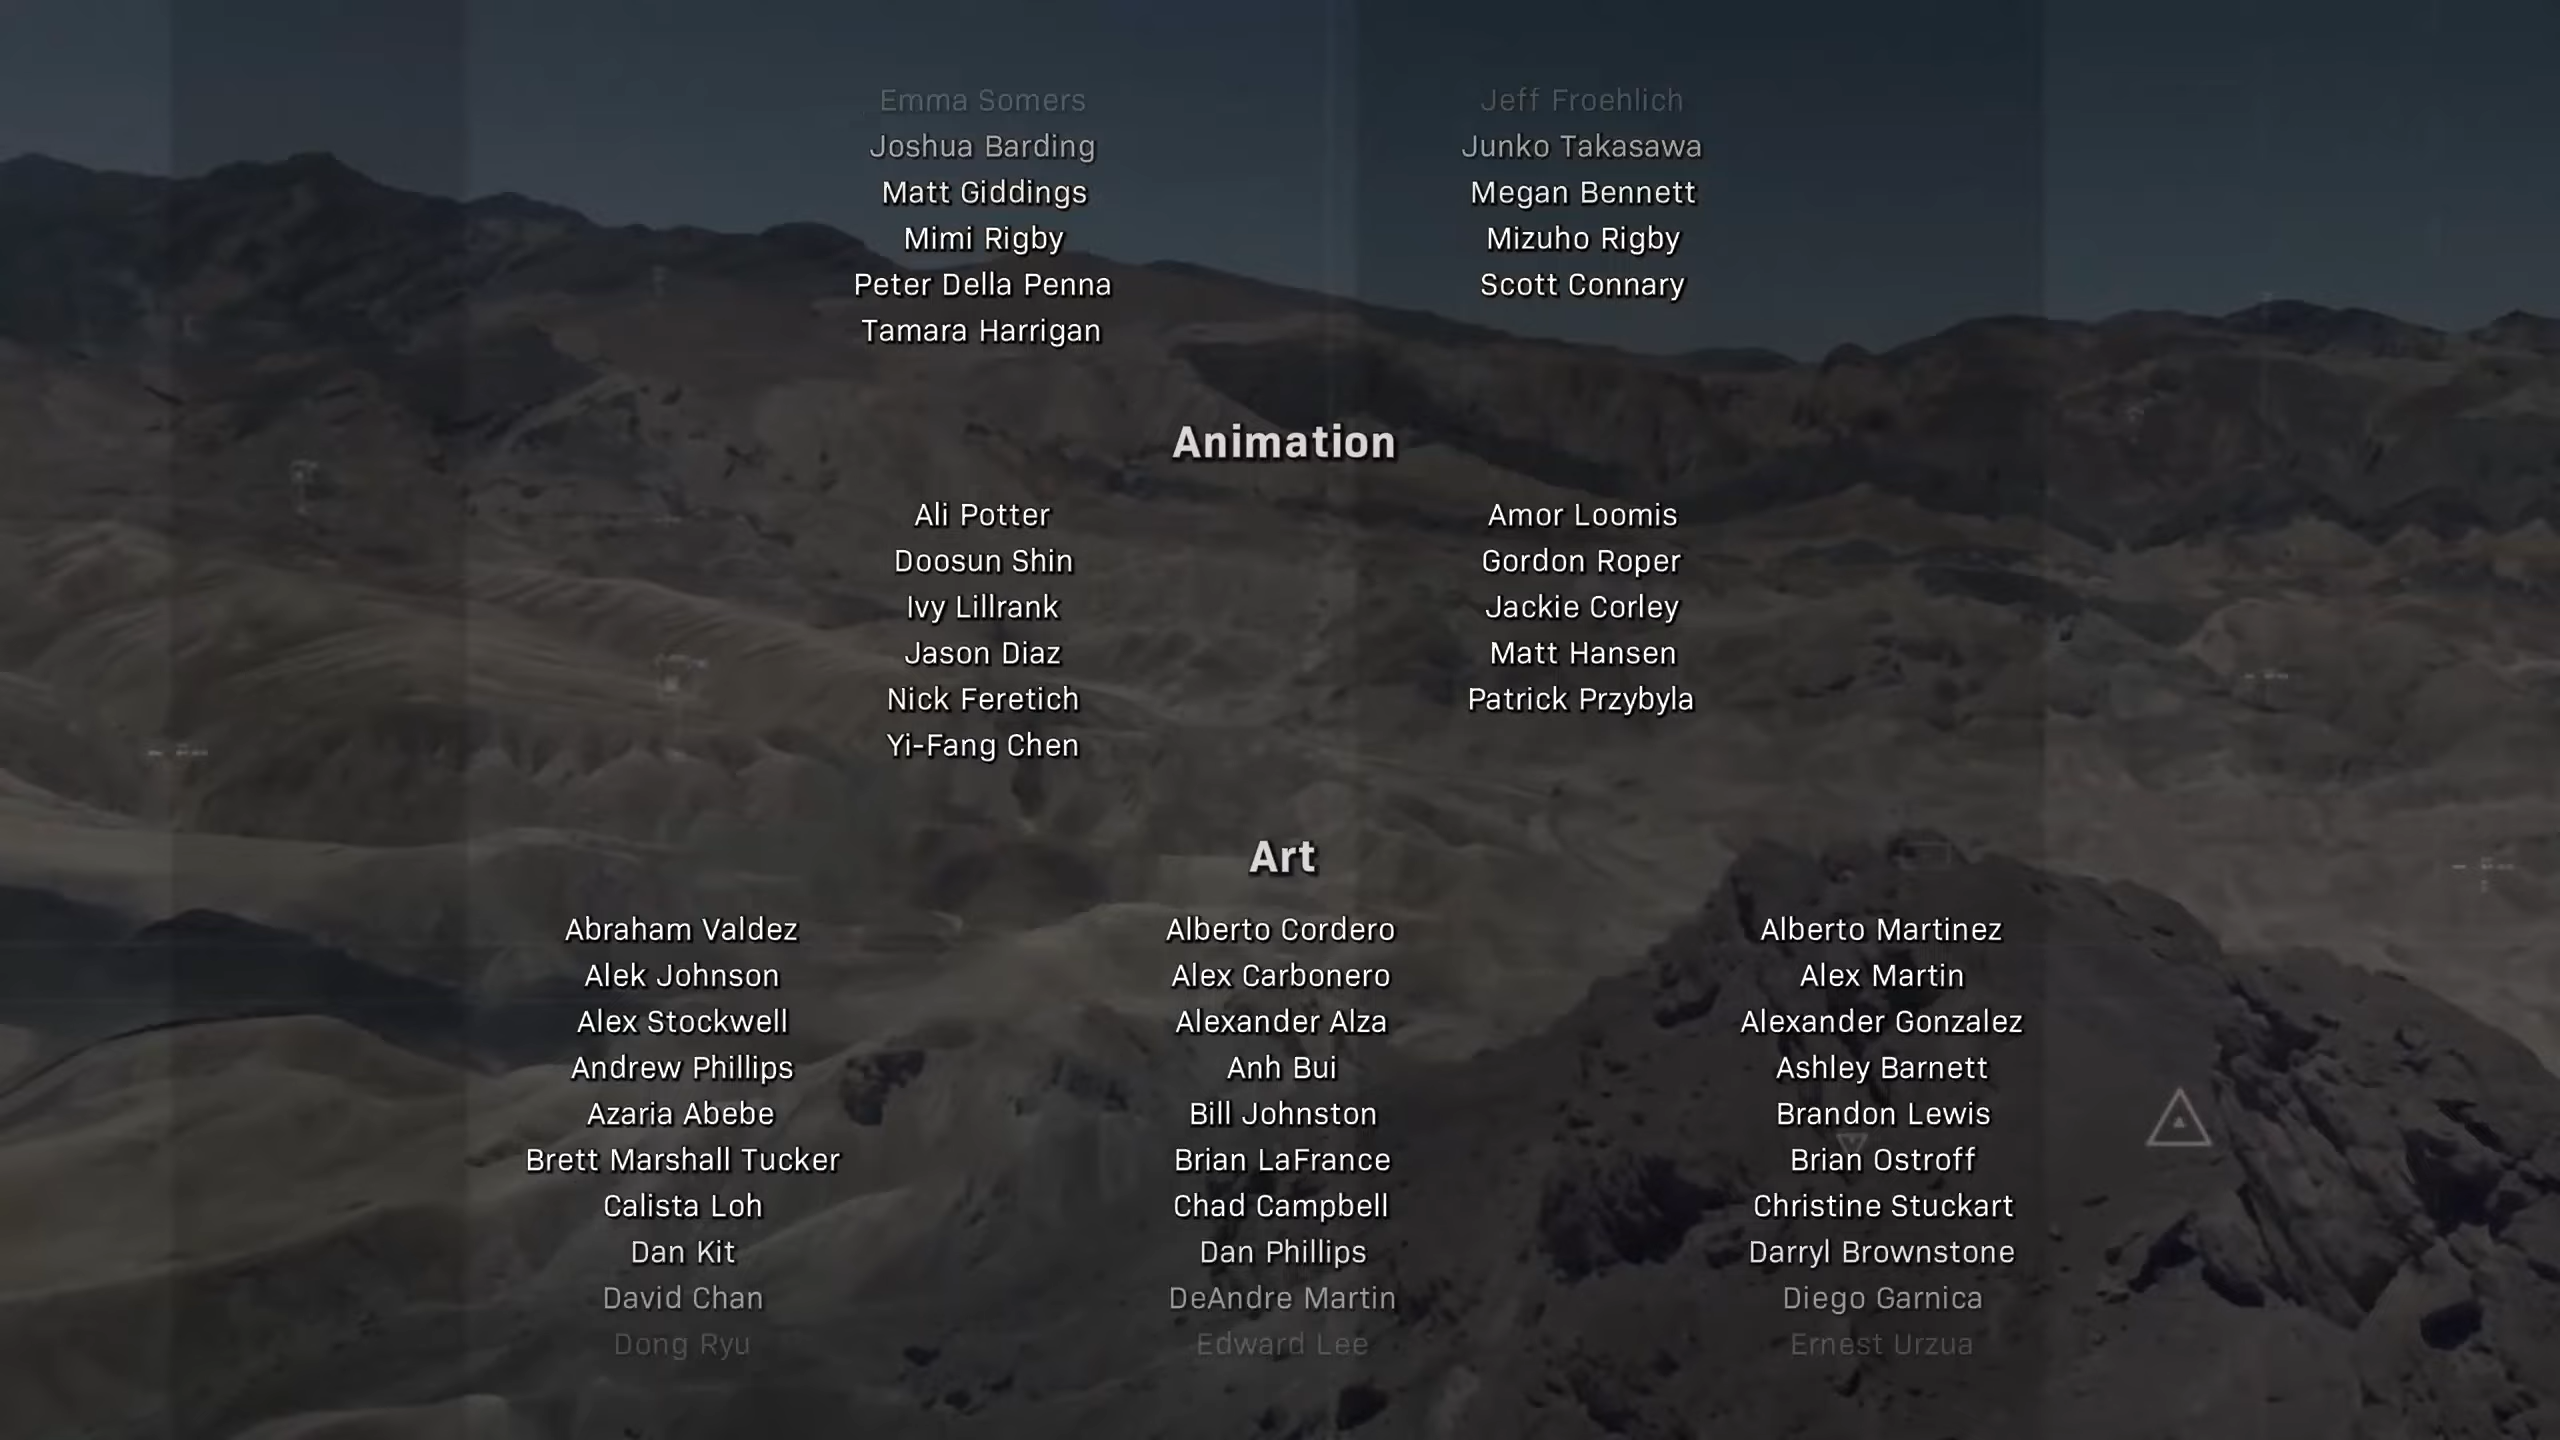 Emma Somers Jeff Froehlich
Joshua Barding Junko Takasawa
Matt Giddings Megan Bennett
Mimi Rigby Mizuho Rigby
Peter Della Penna Scott Connary
Tamara Harrigan
Animation
Ali Potter Amor Loomis
Doosun Shin Gordon Roper
Ivy Lillrank Jackie Corley
Jason Diaz Matt Hansen
Nick Feretich Patrick Przybyla
Yi-Fang Chen
Art
Abraham Valdez Alberto Cordero Alberto Martinez
Alek Johnson Alex Carbonero Alex Martin
Alex Stockwell Alexander Alza Alexander Gonzalez
Andrew Phillips Anh Bui Ashley Barnett
Azaria Abebe Bill Johnston Brandon Lewis
Brett Marshall Tucker Brian LaFrance Brian Ostroff
Calista Loh Chad Campbell Christine Stuckart
Dan Kit Dan Phillips Darryl Brownstone
David Chan DeAndre Martin Diego Garnica
Dong Ryu Edward Lee Ernest Urzua